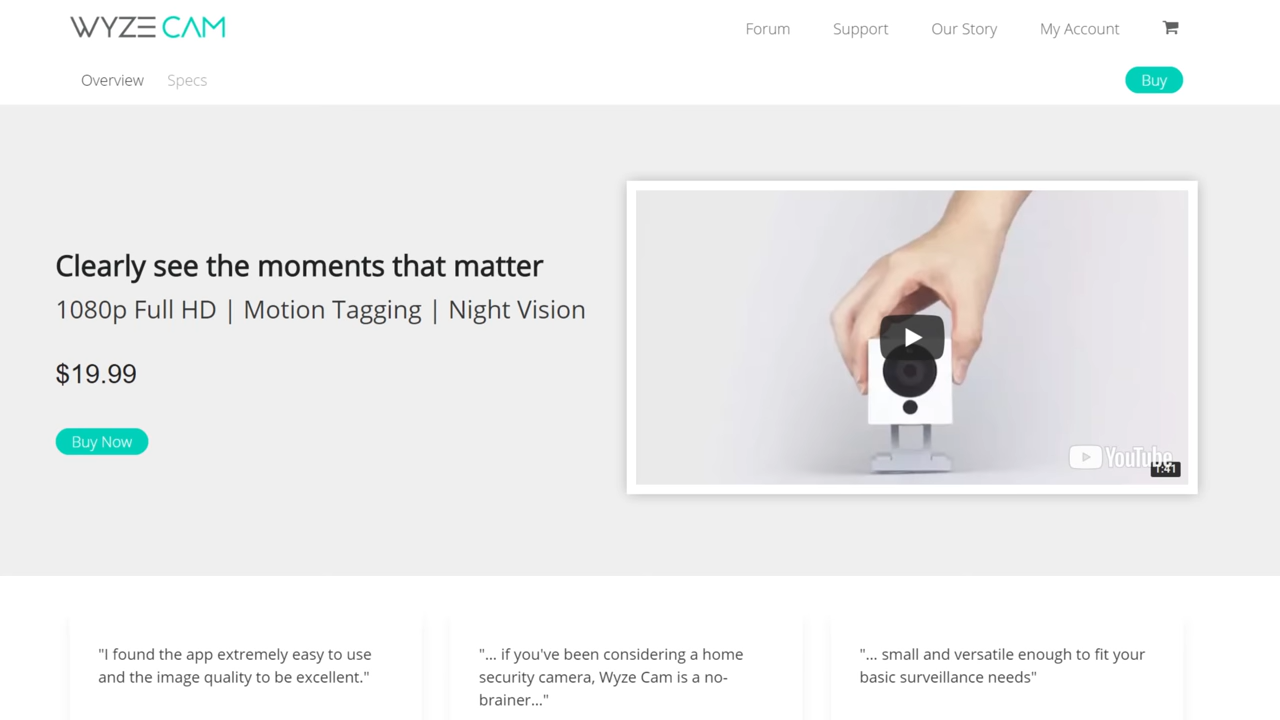 WYZE CAM
Forum Support Our Story My Account
Overview Specs Buy
Clearly see the moments that matter
1080p Full HD | Motion Tagging | Night Vision
$19.99
Buy Now
YouTube
1:41
"I found the app extremely easy to use
and the image quality to be excellent."
"... if you've been considering a home
security camera, Wyze Cam is a no-
brainer..."
"... small and versatile enough to fit your
basic surveillance needs"